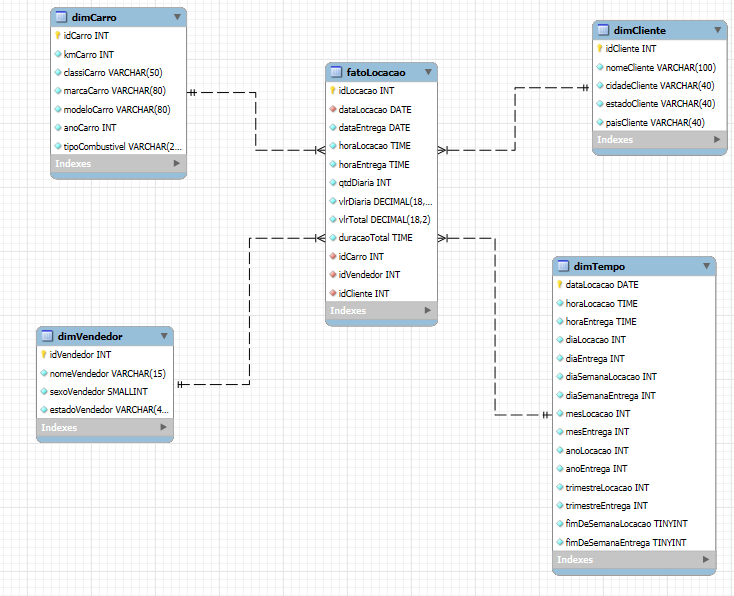 dimCarro
idCarro INT
kmCarro INT
classiCarro VARCHAR(50)
marcaCarro VARCHAR(80)
modeloCarro VARCHAR(80)
anoCarro INT
tipoCombustivel VARCHAR(2...
Indexes
fatoLocacao
idLocacao INT
dataLocacao DATE
dataEntrega DATE
horaLocacao TIME
horaEntrega TIME
qtdDiaria INT
vlrDiaria DECIMAL(18,...
vlrTotal DECIMAL(18,2)
duracaoTotal TIME
idCarro INT
idVendedor INT
idCliente INT
Indexes
dimCliente
idCliente INT
nomeCliente VARCHAR(100)
cidadeCliente VARCHAR(40)
estadoCliente VARCHAR(40)
paisCliente VARCHAR(40)
Indexes
dimVendedor
idVendedor INT
nomeVendedor VARCHAR(15)
sexoVendedor SMALLINT
estadoVendedor VARCHAR(4...
Indexes
dimTempo
dataLocacao DATE
horaLocacao TIME
horaEntrega TIME
diaLocacao INT
diaEntrega INT
diaSemanaLocacao INT
diaSemanaEntrega INT
mesLocacao INT
mesEntrega INT
anoLocacao INT
anoEntrega INT
trimestreLocacao INT
trimestreEntrega INT
fimDeSemanaLocacao TINYINT
fimDeSemanaEntrega TINYINT
Indexes